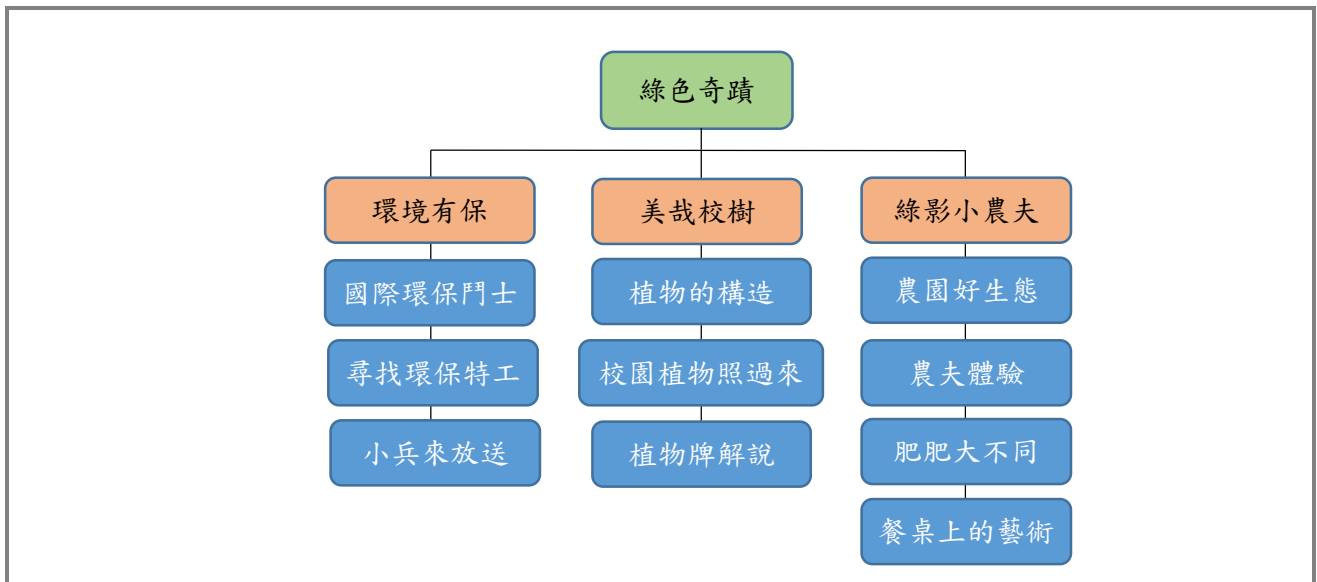 綠色奇蹟
環境有保
國際環保鬥士
尋找環保特工
小兵來放送
美哉校樹
植物的構造
校園植物照過來
植物牌解說
綠影小農夫
農園好生態
農夫體驗
肥肥大不同
餐桌上的藝術